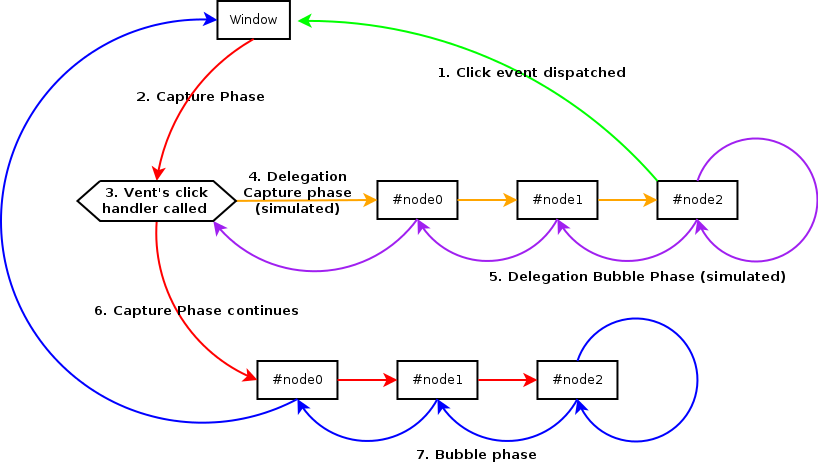 Window
1. Click event dispatched
2. Capture Phase
3. Vent's click
handler called
4. Delegation
Capture phase
(simulated)
#node0
#node1
#node2
5. Delegation Bubble Phase (simulated)
6. Capture Phase continues
#node0
#node1
#node2
7. Bubble phase